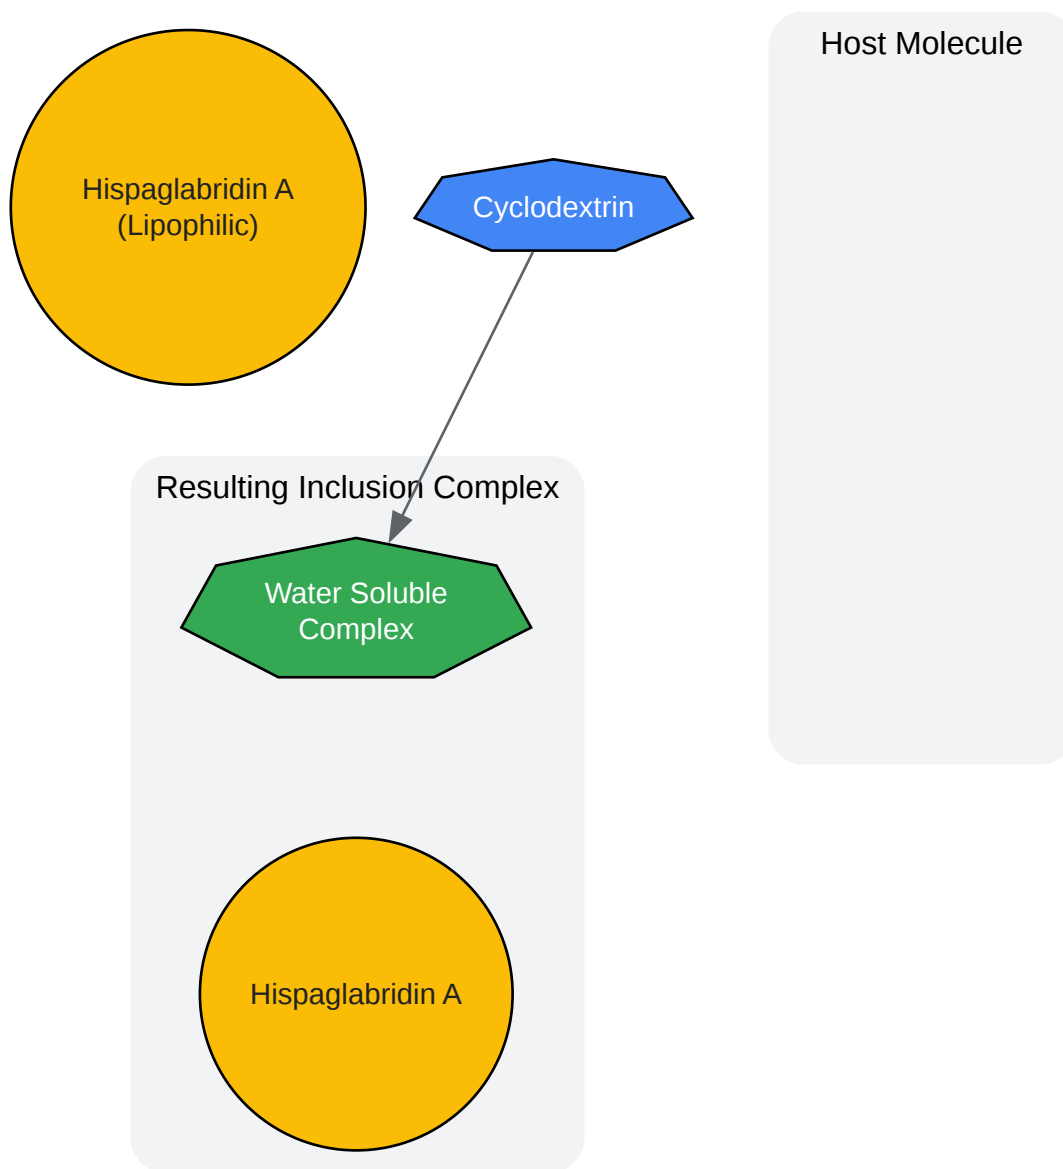 Host Molecule
Hispaglabridin A
(Lipophilic)
Cyclodextrin
Resulting Inclusion Complex
Water Soluble
Complex
Hispaglabridin A